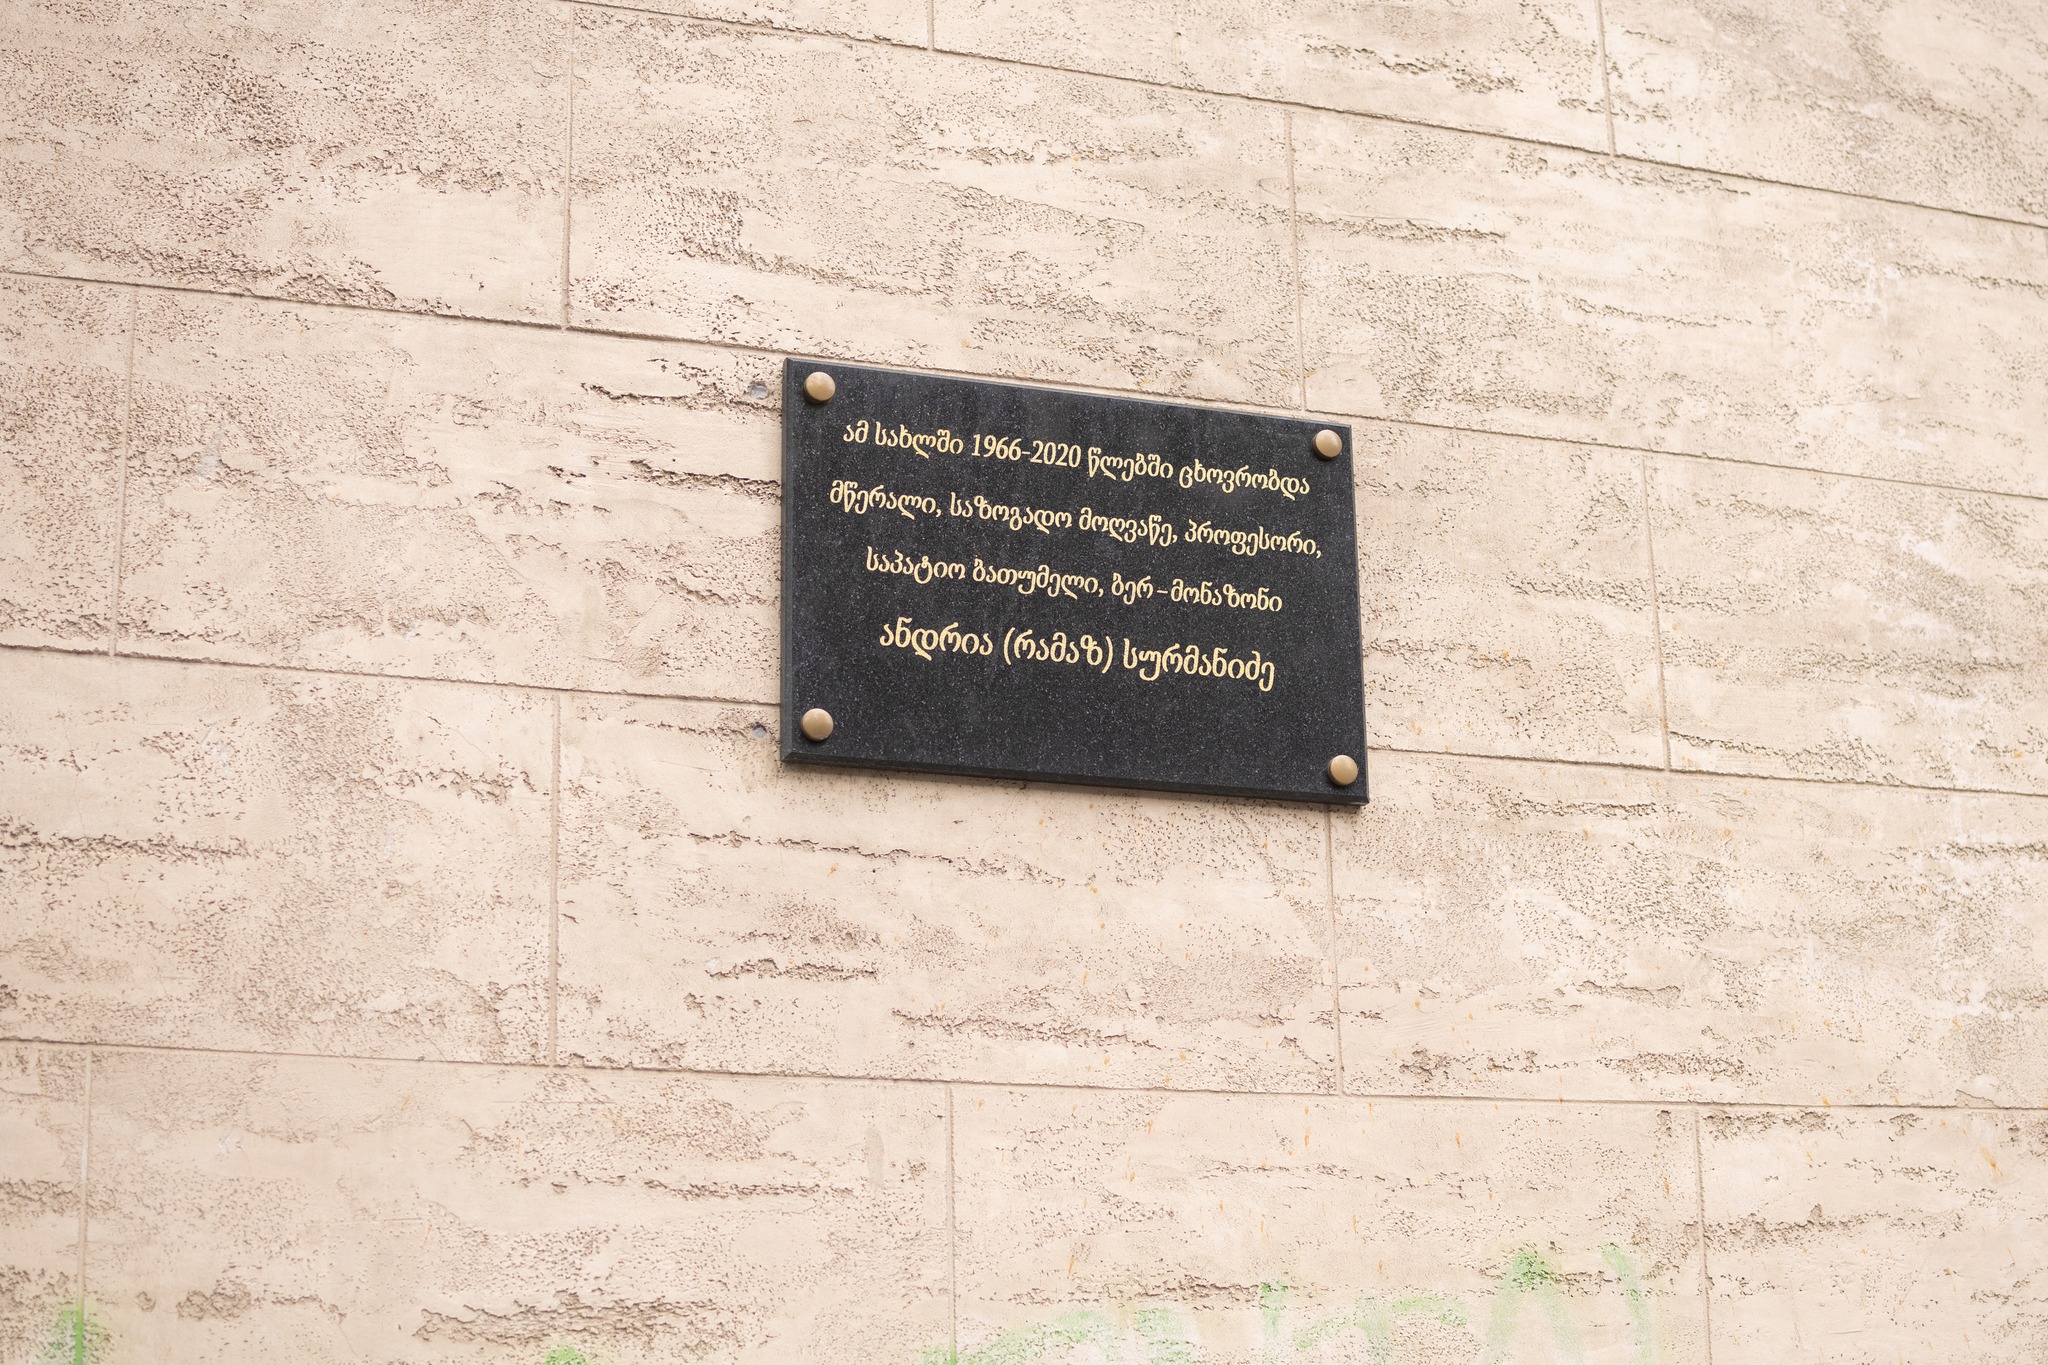 ამ სახლში 1966-2020 წლებში ცხოვრობდა
მწერალი, საზოგადო მოღვაწე, პროფესორი,
საპატიო ბათუმელი, ბერ-მონაზონი
ანდრია (რამაზ) სურმანიძე